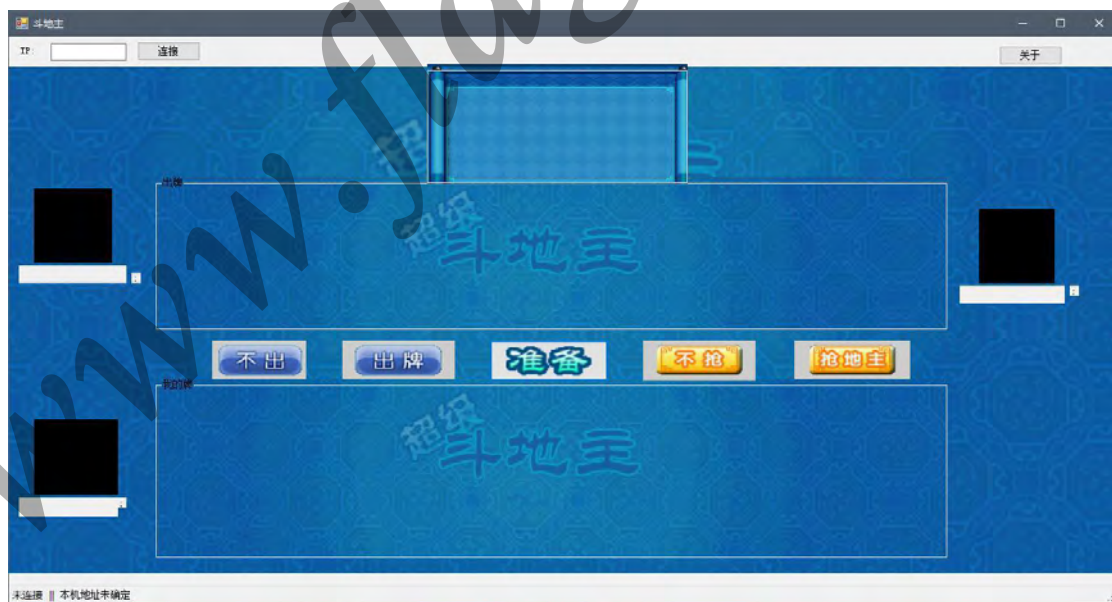 斗地主
IP: 连接
关于
出牌
超级
斗地主
不出 出牌 准备 不抢 抢地主
我的牌
超级
斗地主
未连接 || 本机地址未确定